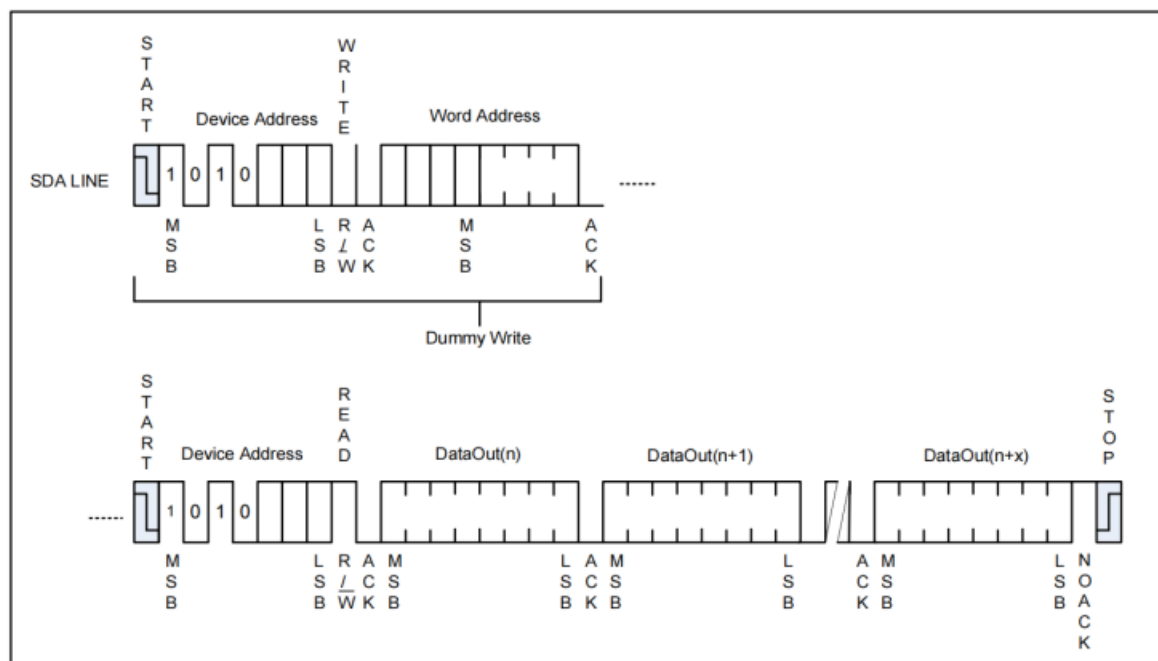 START
WRITE
Device Address
Word Address
SDA LINE
1 0 1 0
......
MSB
LSB
R/W
ACK
MSB
ACK
Dummy Write
START
READ
STOP
Device Address
DataOut(n)
DataOut(n+1)
DataOut(n+x)
......
1 0 1 0
MSB
LSB
R/W
ACK
MSB
LSB
ACK
MSB
LSB
ACK
MSB
LSB
NOACK